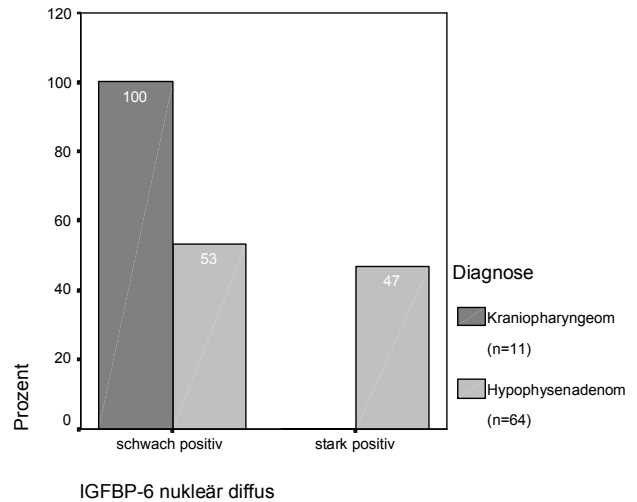 120
100
80
60
40
20
0
Prozent
100
53
47
schwach positiv
stark positiv
IGFBP-6 nukleär diffus
Diagnose
Kraniopharyngeom
(n=11)
Hypophysenadenom
(n=64)